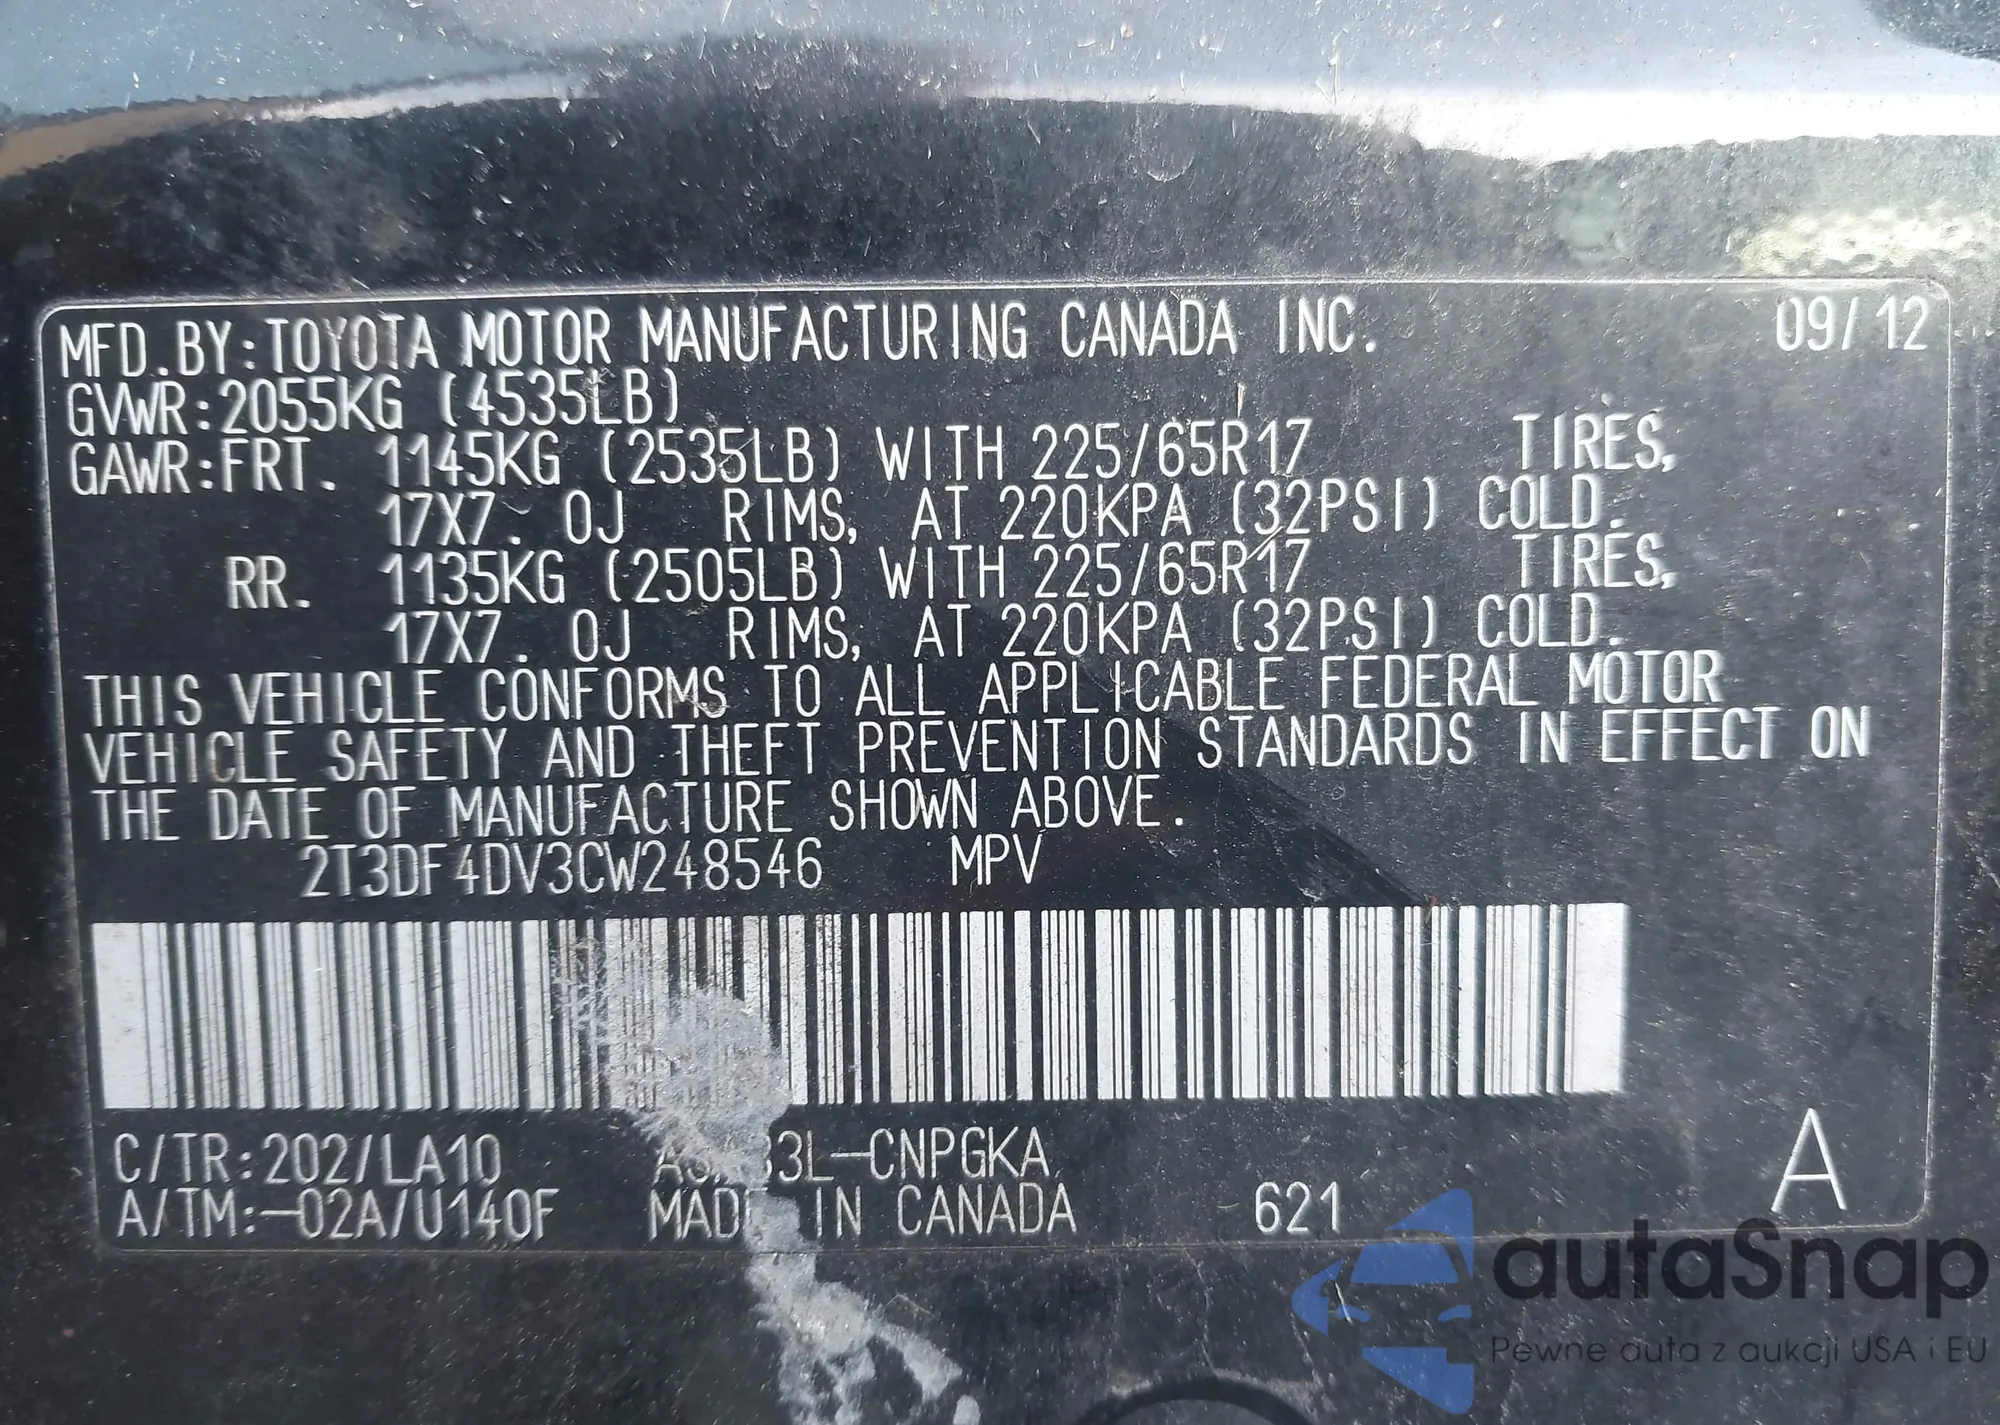 MFD.BY:TOYOTA MOTOR MANUFACTURING CANADA INC. 09/12
GVWR:2055KG (4535LB)
GAWR:FRT. 1145KG (2535LB) WITH 225/65R17 TIRES,
17X7.0J RIMS, AT 220KPA (32PSI) COLD.
RR. 1135KG (2505LB) WITH 225/65R17 TIRES,
17X7.0J RIMS, AT 220KPA (32PSI) COLD.
THIS VEHICLE CONFORMS TO ALL APPLICABLE FEDERAL MOTOR
VEHICLE SAFETY AND THEFT PREVENTION STANDARDS IN EFFECT ON
THE DATE OF MANUFACTURE SHOWN ABOVE.
2T3DF4DV3CW248546 MPV
C/TR:202/LA10 A
A/TM:-02A/U140F MADE IN CANADA 621
autaSnap
Pewne auta z aukcji USA i EU